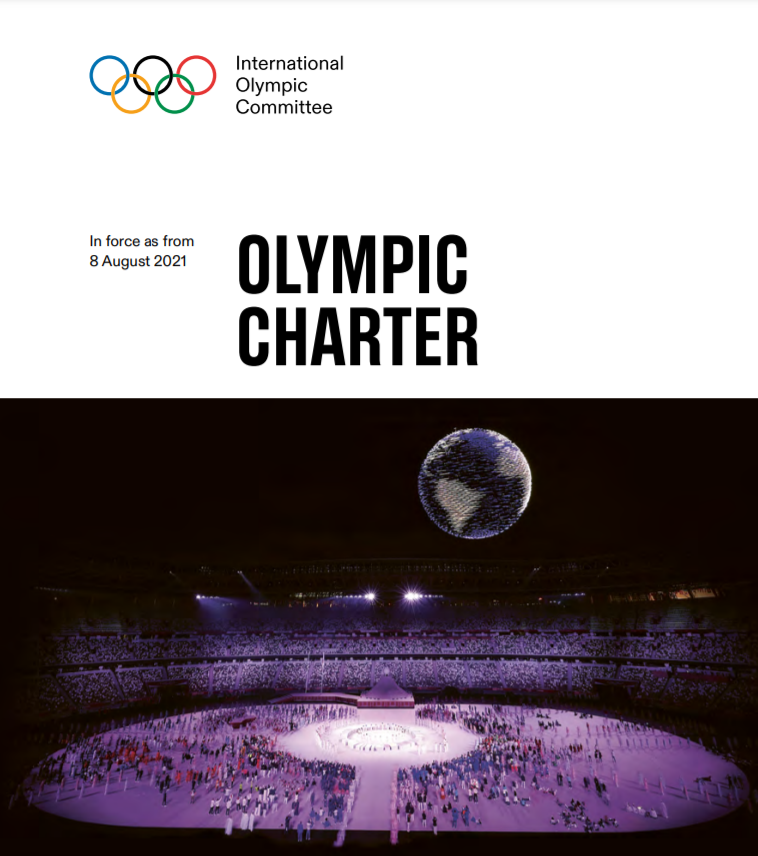 International
Olympic
Committee
In force as from
8 August 2021
OLYMPIC
CHARTER